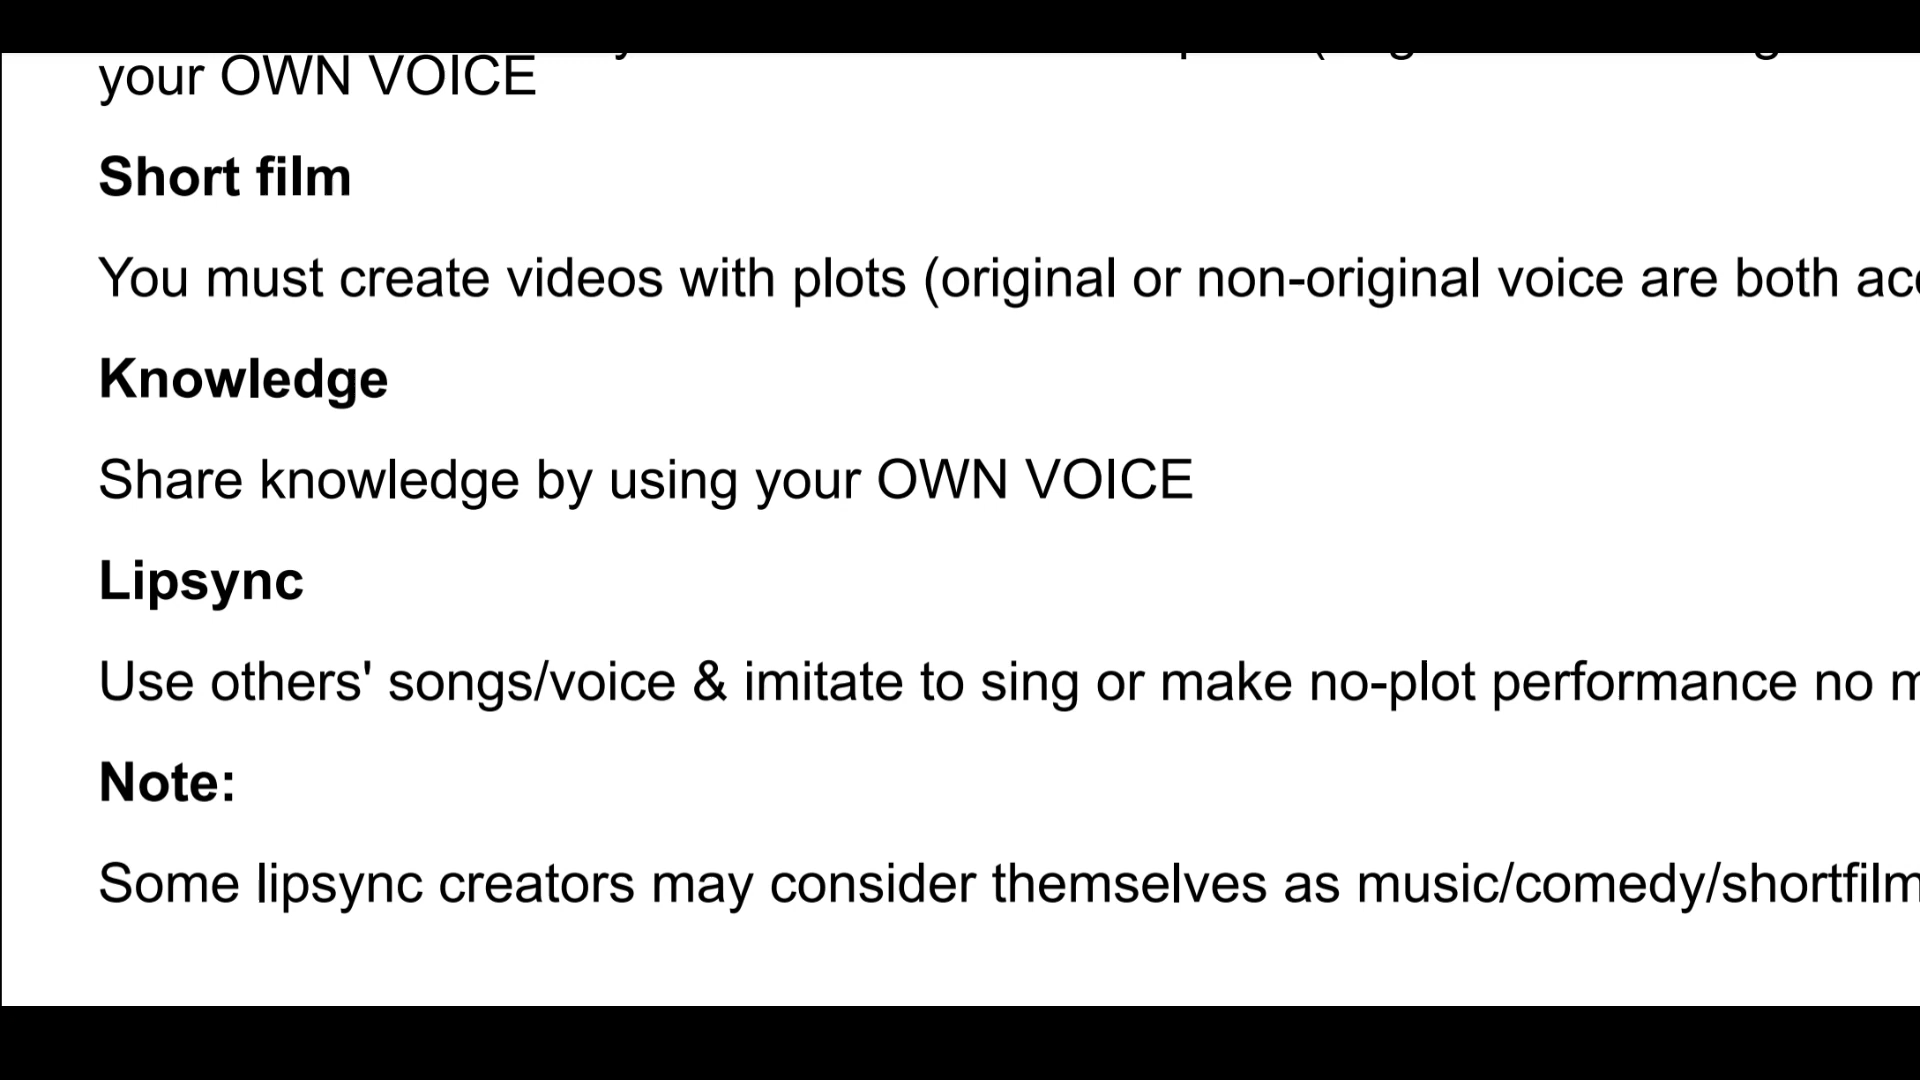 your OWN VOICE
Short film
You must create videos with plots (original or non-original voice are both
Knowledge
Share knowledge by using your OWN VOICE
Lipsync
Use others' songs/voice & imitate to sing or make no-plot performance no
Note:
Some lipsync creators may consider themselves as music/comedy/shortfilm